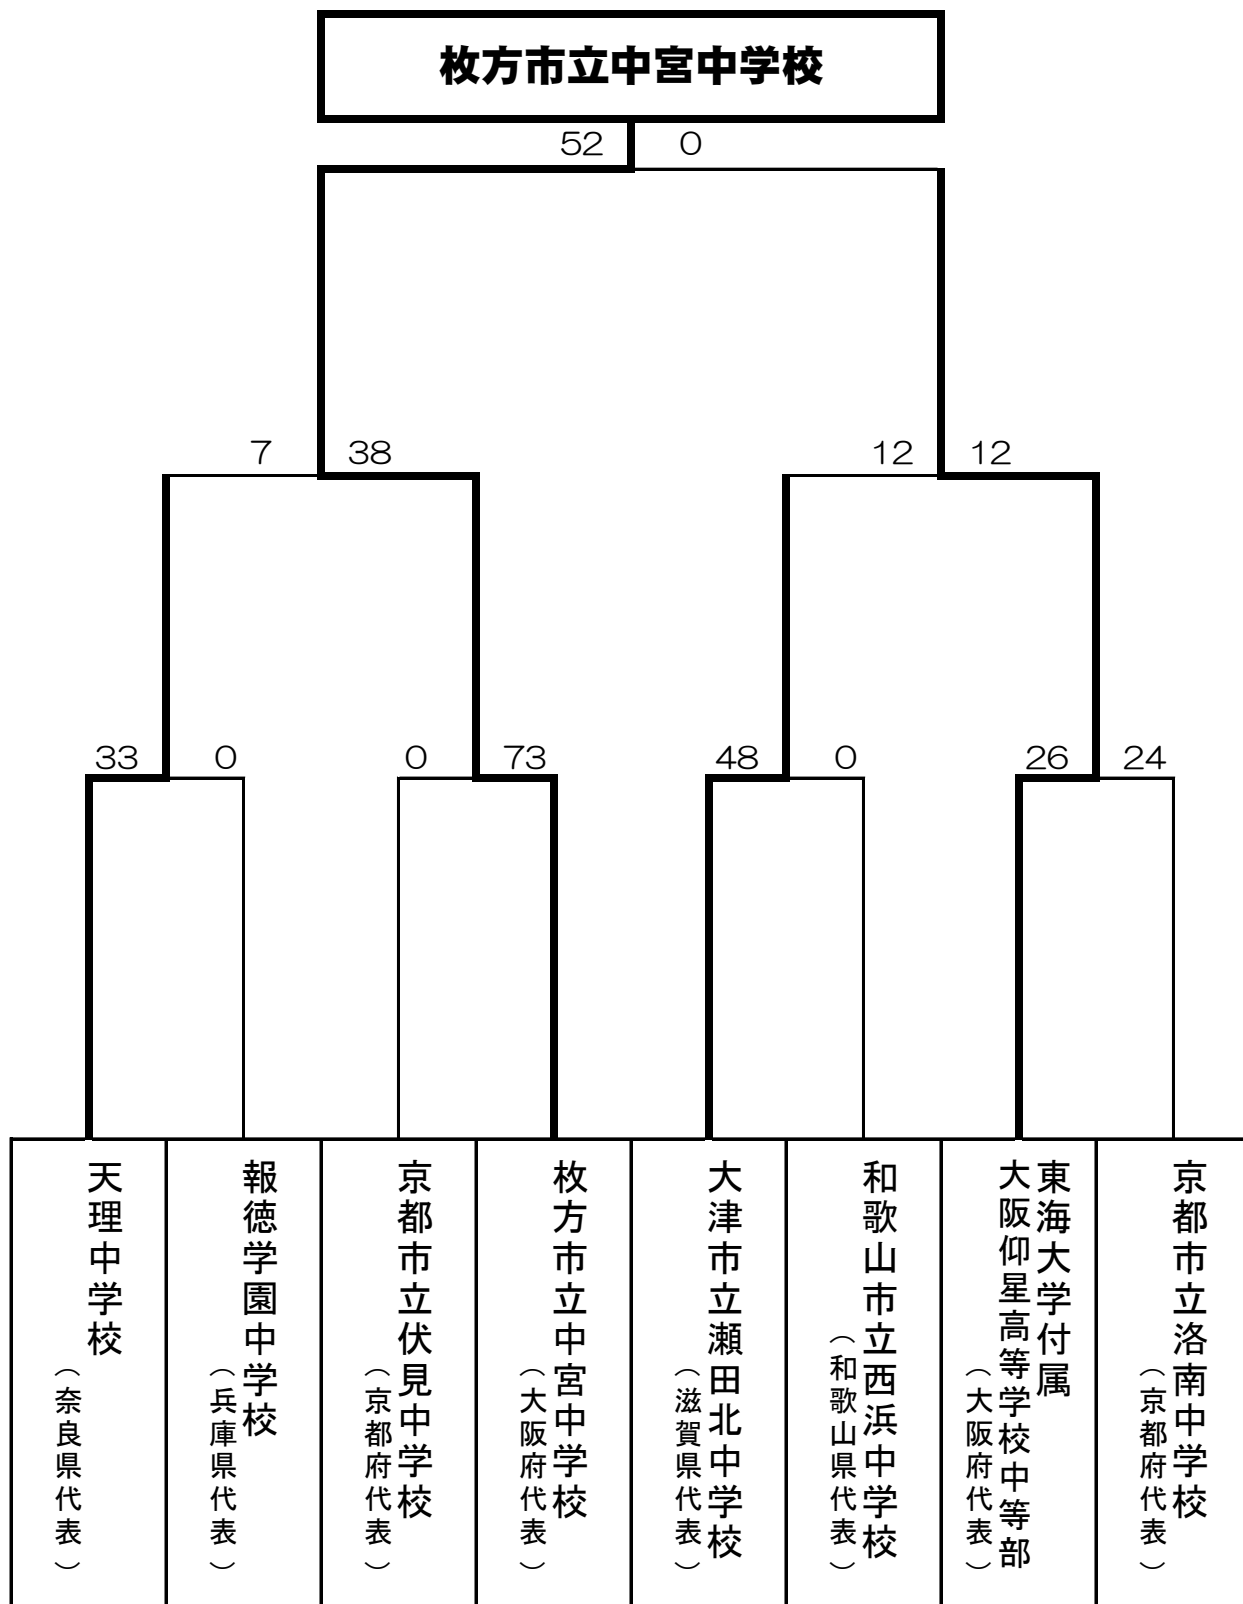 枚方市立中宮中学校
52 0
7 38 12 12
33 0 0 73 48 0 26 24
天理中学校
（奈良県代表）
報徳学園中学校
（兵庫県代表）
京都市立伏見中学校
（京都府代表）
枚方市立中宮中学校
（大阪府代表）
大津市立瀬田北中学校
（滋賀県代表）
和歌山市立西浜中学校
（和歌山県代表）
東海大学付属
大阪仰星高等学校中等部
（大阪府代表）
京都市立洛南中学校
（京都府代表）